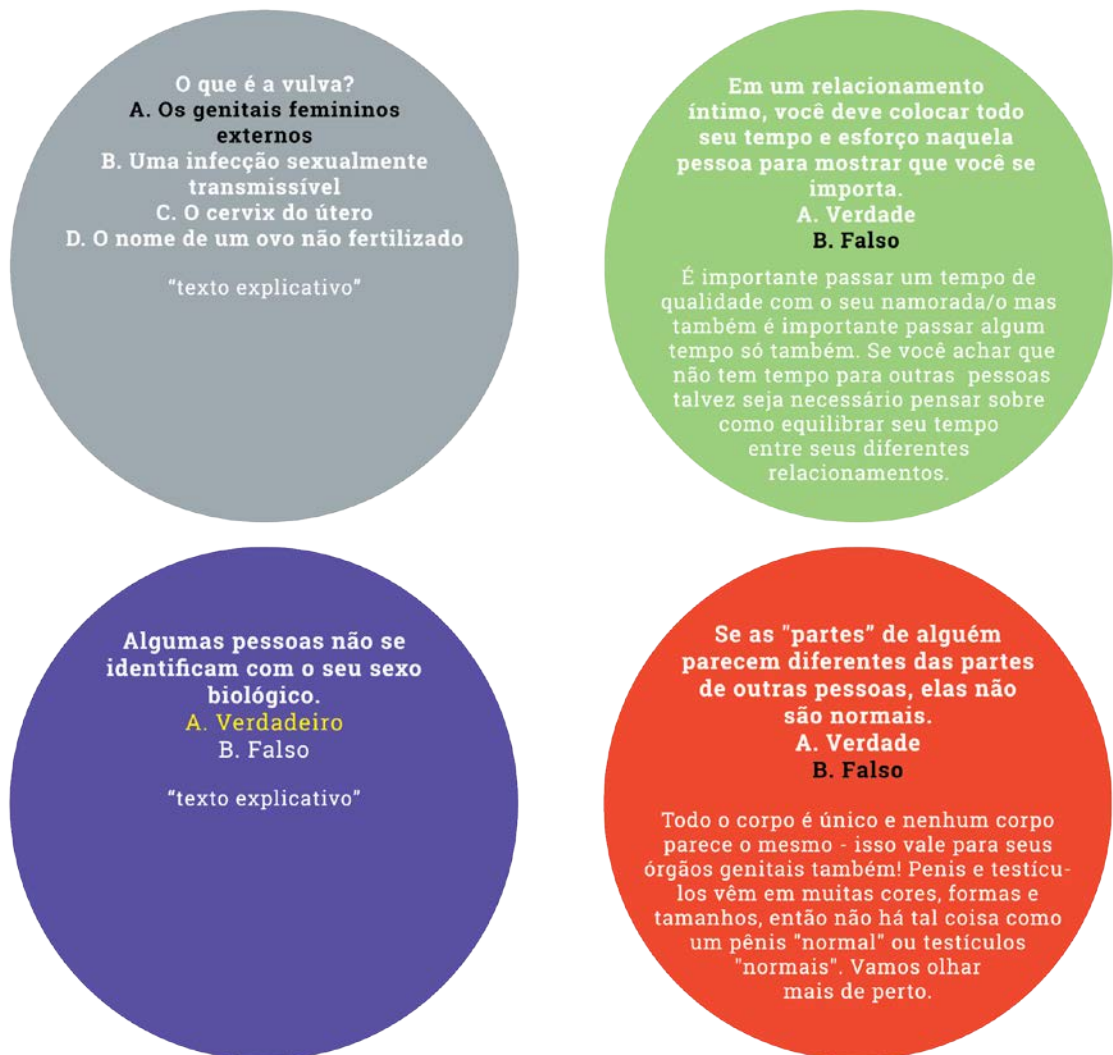 O que é a vulva?
A. Os genitais femininos
externos
B. Uma infecção sexualmente
transmissível
C. O cervix do útero
D. O nome de um ovo não fertilizado
“texto explicativo”
Em um relacionamento
íntimo, você deve colocar todo
seu tempo e esforço naquela
pessoa para mostrar que você se
importa.
A. Verdade
B. Falso
É importante passar um tempo de
qualidade com o seu namorada/o mas
também é importante passar algum
tempo só também. Se você achar que
não tem tempo para outras pessoas
talvez seja necessário pensar sobre
como equilibrar seu tempo
entre seus diferentes
relacionamentos.
Algumas pessoas não se
identificam com o seu sexo
biológico.
A. Verdadeiro
B. Falso
“texto explicativo”
Se as "partes” de alguém
parecem diferentes das partes
de outras pessoas, elas não
são normais.
A. Verdade
B. Falso
Todo o corpo é único e nenhum corpo
parece o mesmo - isso vale para seus
órgãos genitais também! Penis e testícu-
los vêm em muitas cores, formas e
tamanhos, então não há tal coisa como
um pênis "normal" ou testículos
"normais". Vamos olhar
mais de perto.